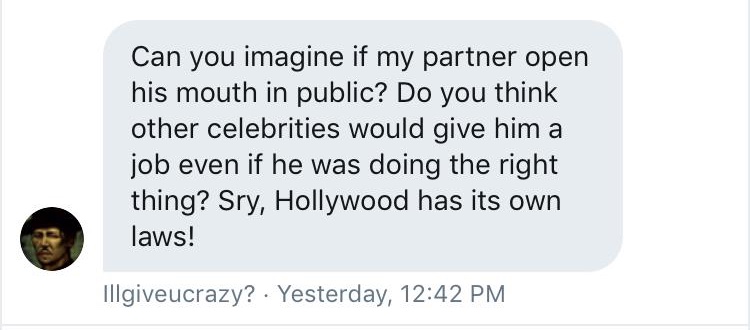 Can you imagine if my partner open
his mouth in public? Do you think
other celebrities would give him a
job even if he was doing the right
thing? Sry, Hollywood has its own
laws!
Illgiveucrazy? · Yesterday, 12:42 PM